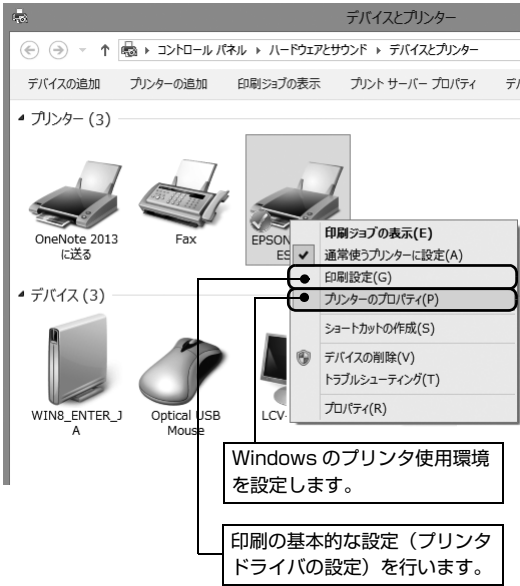 デバイスとプリンター
コントロール パネル ▸ ハードウェアとサウンド ▸ デバイスとプリンター
デバイスの追加 プリンターの追加 印刷ジョブの表示 プリント サーバー プロパティ デバ
プリンター (3)
OneNote 2013
に送る
Fax
EPSON
ES
印刷ジョブの表示(E)
通常使うプリンターに設定(A)
印刷設定(G)
プリンターのプロパティ(P)
ショートカットの作成(S)
デバイスの削除(V)
トラブルシューティング(T)
プロパティ(R)
デバイス (3)
WIN8_ENTER_J
A
Optical USB
Mouse
LCV-
Windows のプリンタ使用環境
を設定します。
印刷の基本的な設定（プリンタ
ドライバの設定）を行います。